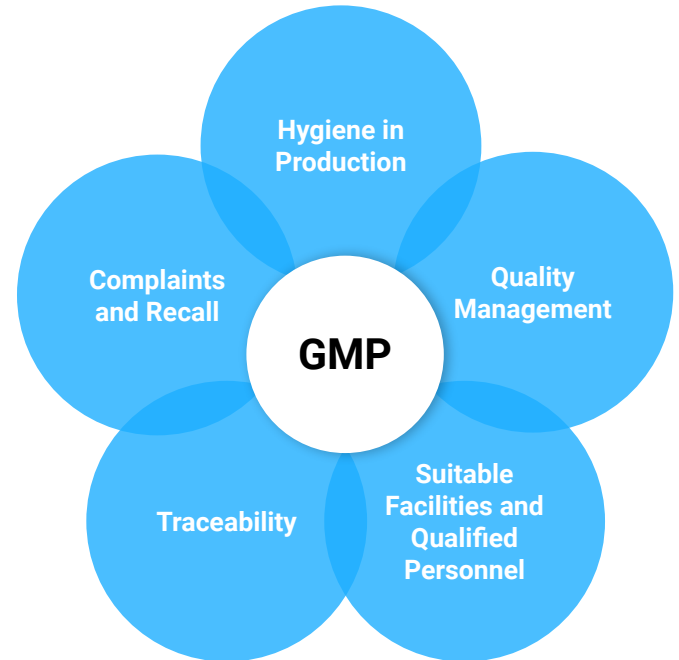 Hygiene in
Production
Complaints
and Recall
Quality
Management
GMP
Traceability
Suitable
Facilities and
Qualified
Personnel